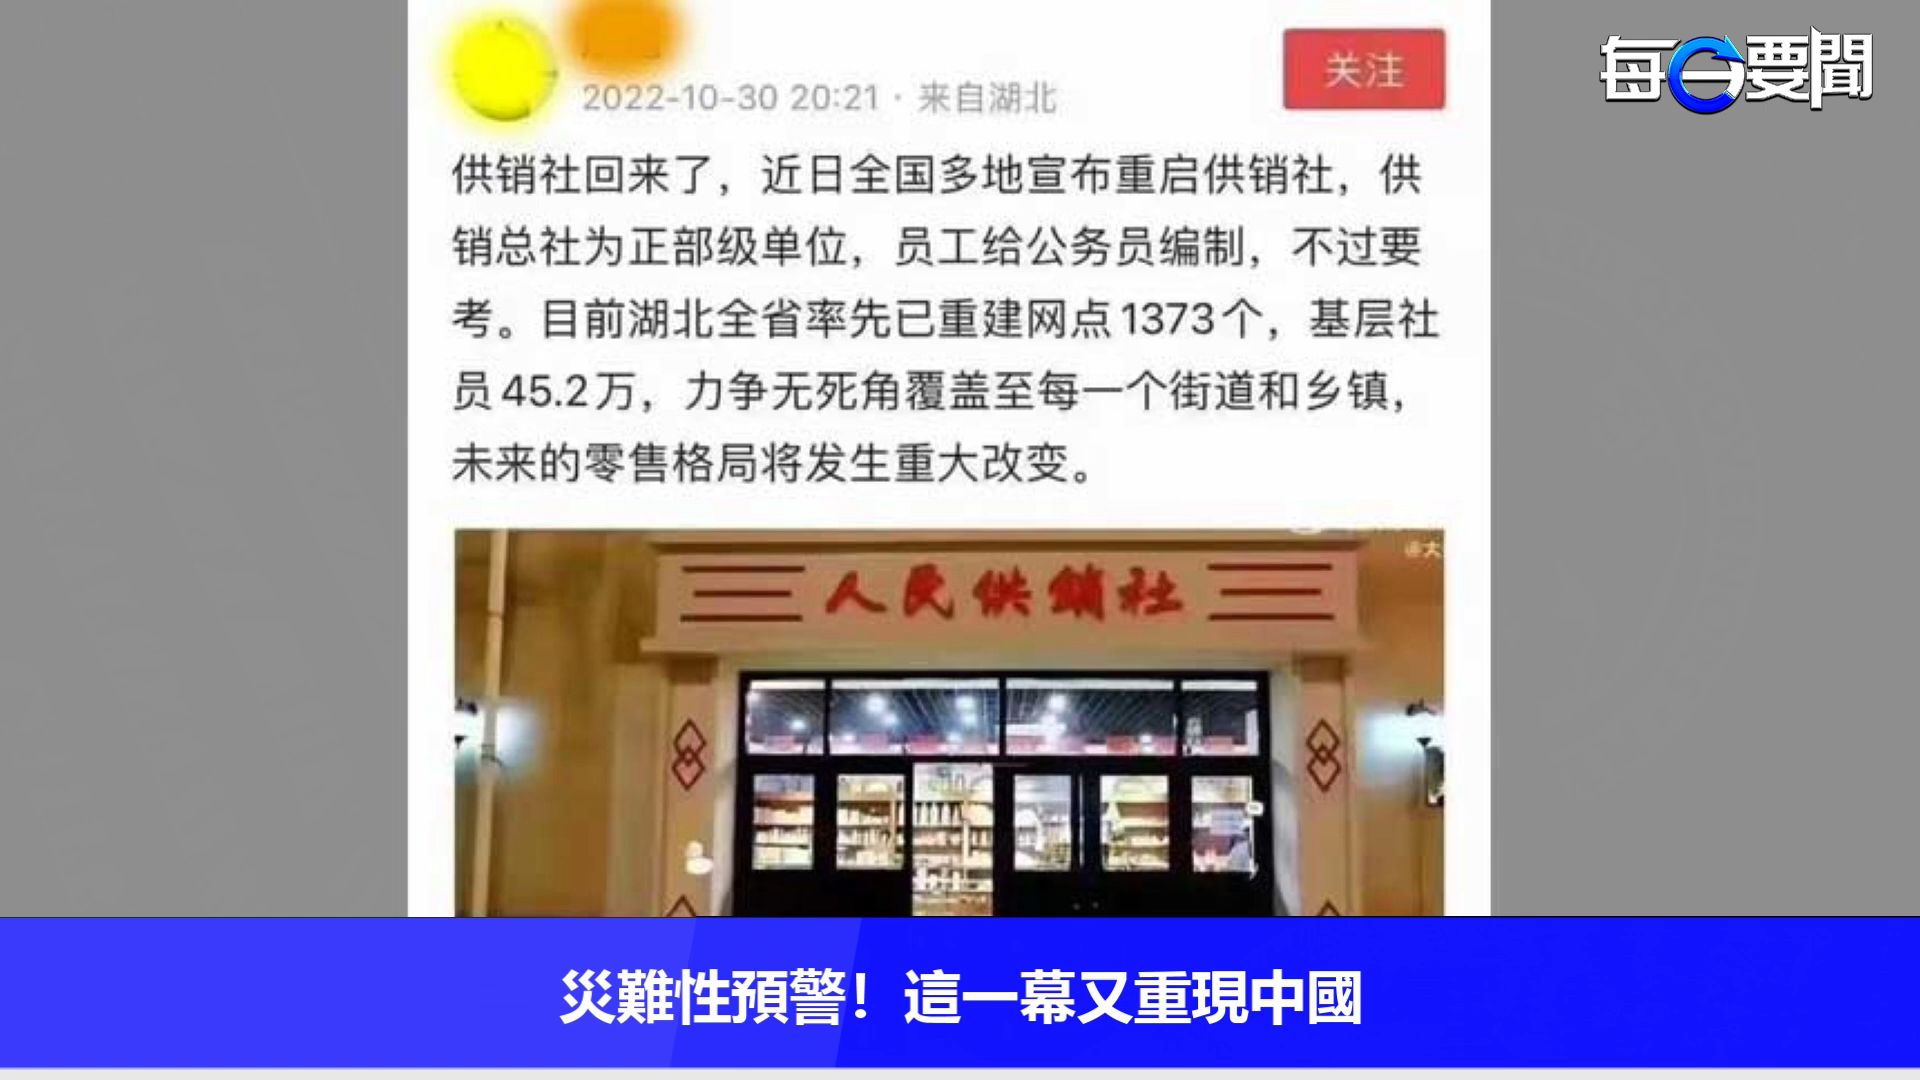 每日要聞
2022-10-30 20:21 · 来自湖北
关注
供销社回来了，近日全国多地宣布重启供销社，供
销总社为正部级单位，员工给公务员编制，不过要
考。目前湖北全省率先已重建网点1373个，基层社
员45.2万，力争无死角覆盖至每一个街道和乡镇，
未来的零售格局将发生重大改变。
@大
人民供銷社
災難性預警！這一幕又重現中國